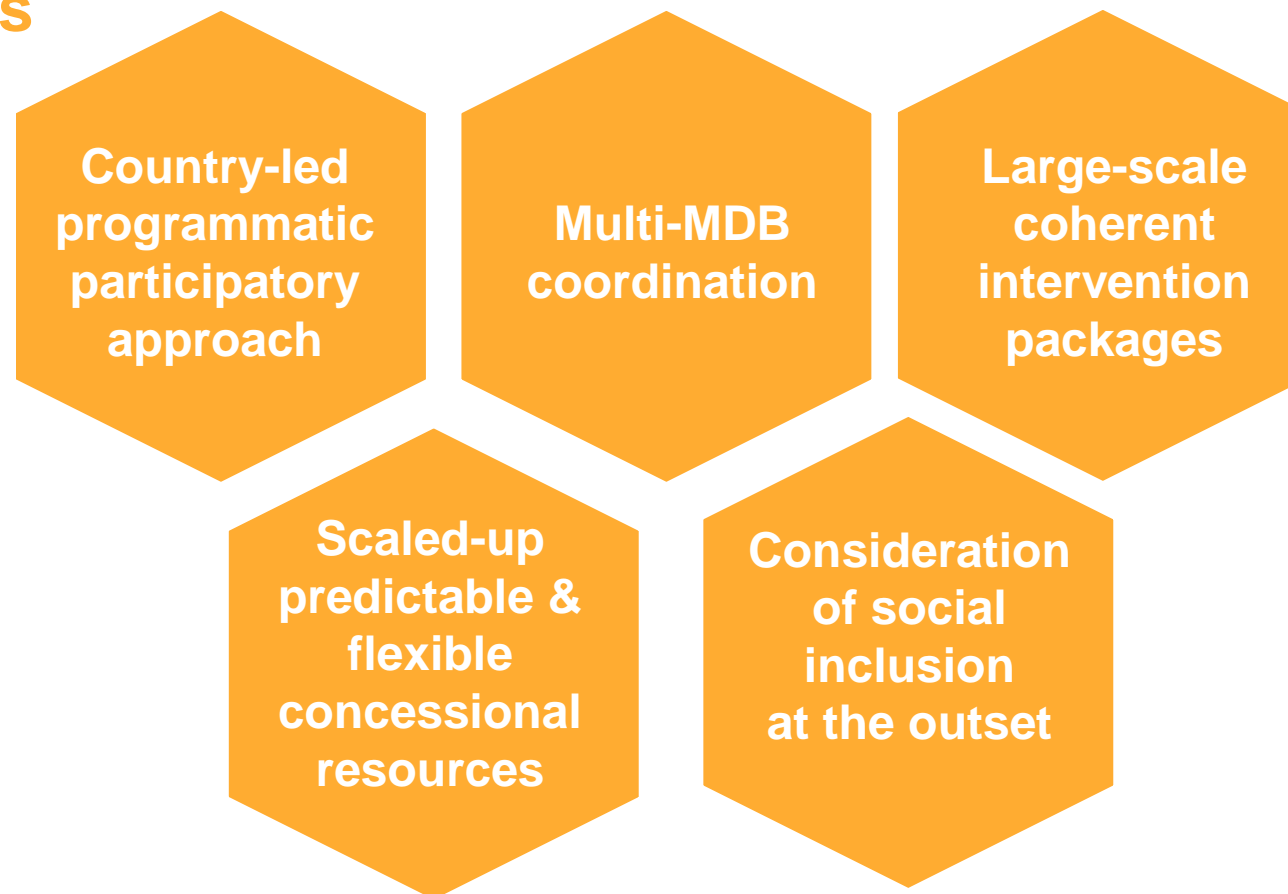 s
Country-led
programmatic
participatory
approach
Multi-MDB
coordination
Large-scale
coherent
intervention
packages
Scaled-up
predictable &
flexible
concessional
resources
Consideration
of social
inclusion
at the outset